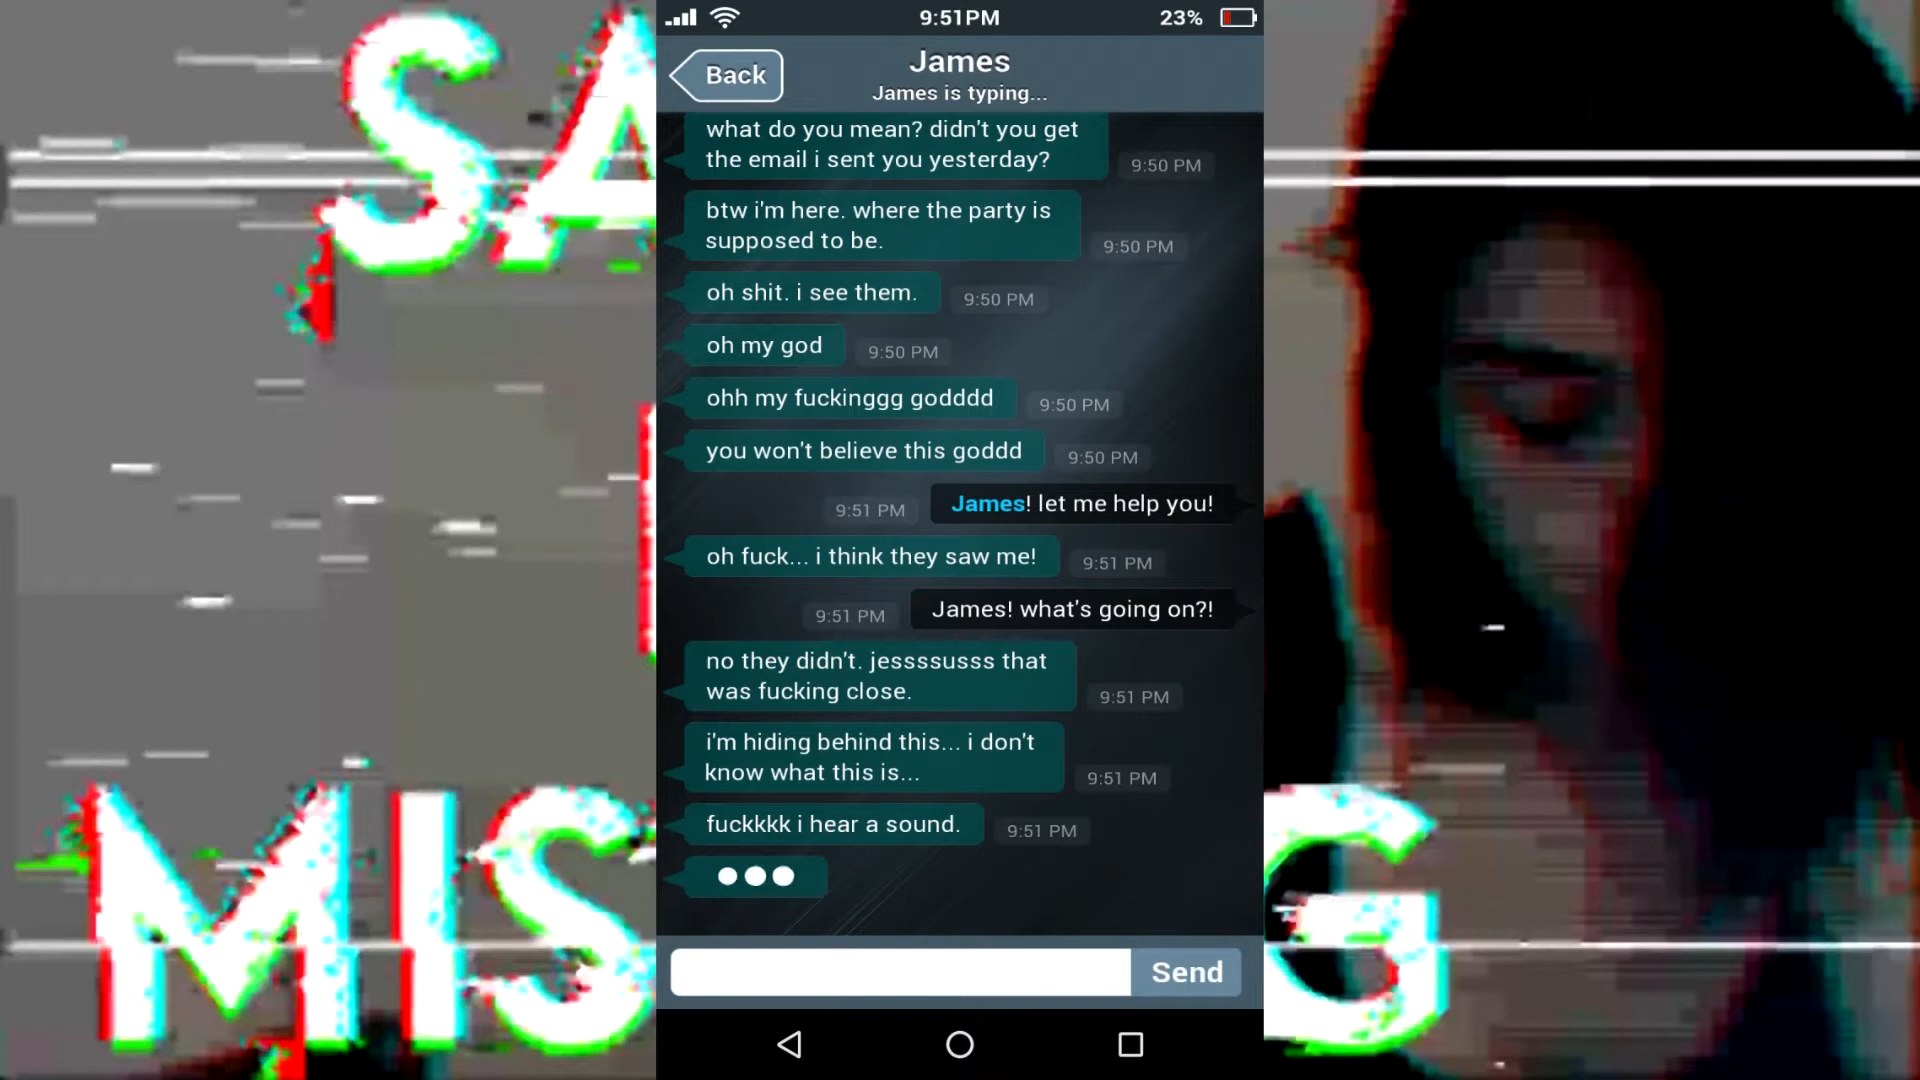 9:51PM
23%
Back
James
James is typing...
what do you mean? didn't you get
the email i sent you yesterday?
9:50 PM
btw i'm here. where the party is
supposed to be.
9:50 PM
oh shit. i see them.
9:50 PM
oh my god
9:50 PM
ohh my fuckinggg godddd
9:50 PM
you won't believe this goddd
9:50 PM
9:51 PM
James! let me help you!
oh fuck... i think they saw me!
9:51 PM
9:51 PM
James! what's going on?!
no they didn't. jessssusss that
was fucking close.
9:51 PM
i'm hiding behind this... i don't
know what this is...
9:51 PM
fuckkkk i hear a sound.
9:51 PM
Send
SA
MIS
G